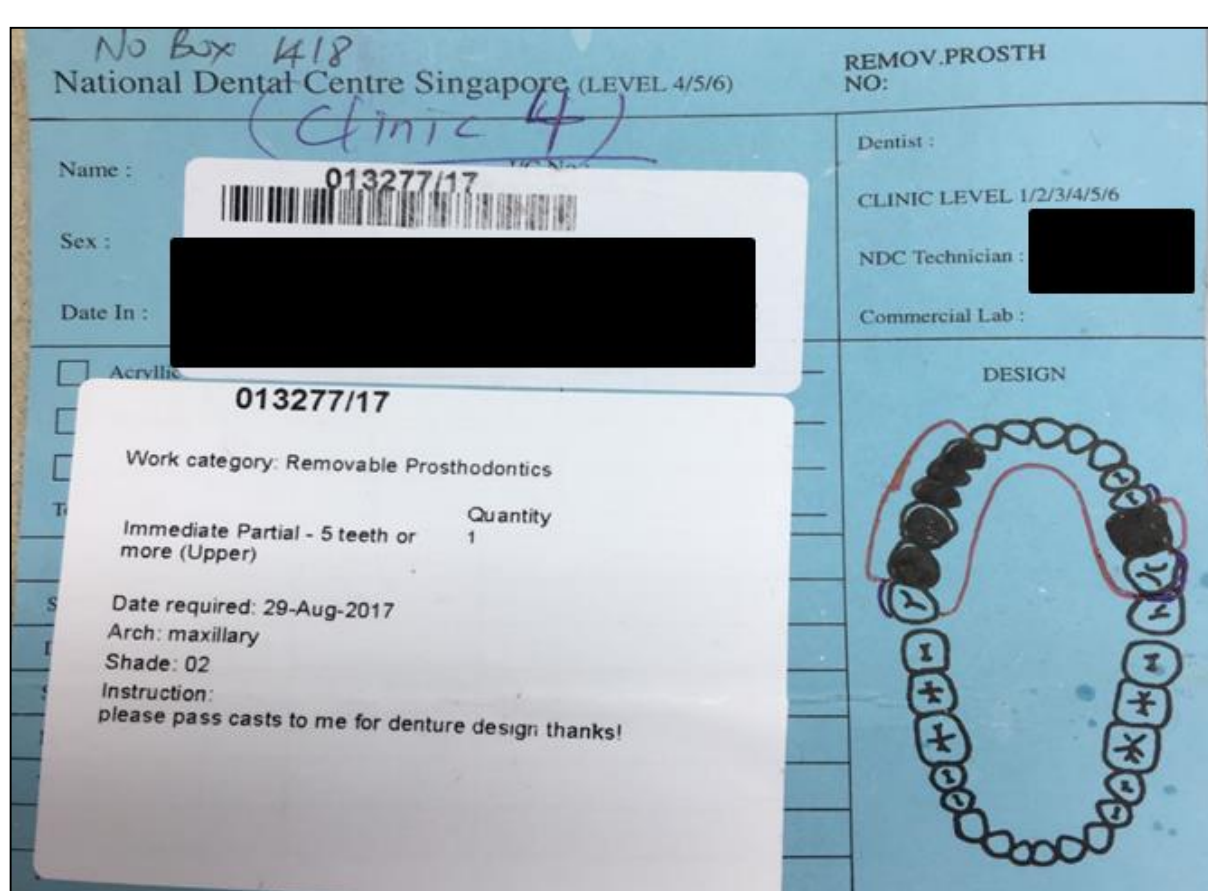 No Box 1418
National Dental Centre Singapore (LEVEL 4/5/6)
(Clinic 4)
REMOV.PROSTH
NO:
Name :
I/C No.:
013277/17
Sex :
Date In :
Dentist :
CLINIC LEVEL 1/2/3/4/5/6
NDC Technician :
Commercial Lab :
Acryllic
013277/17
Work category: Removable Prosthodontics
Quantity
Immediate Partial - 5 teeth or 1
more (Upper)
Date required: 29-Aug-2017
Arch: maxillary
Shade: 02
Instruction:
please pass casts to me for denture design thanks!
DESIGN